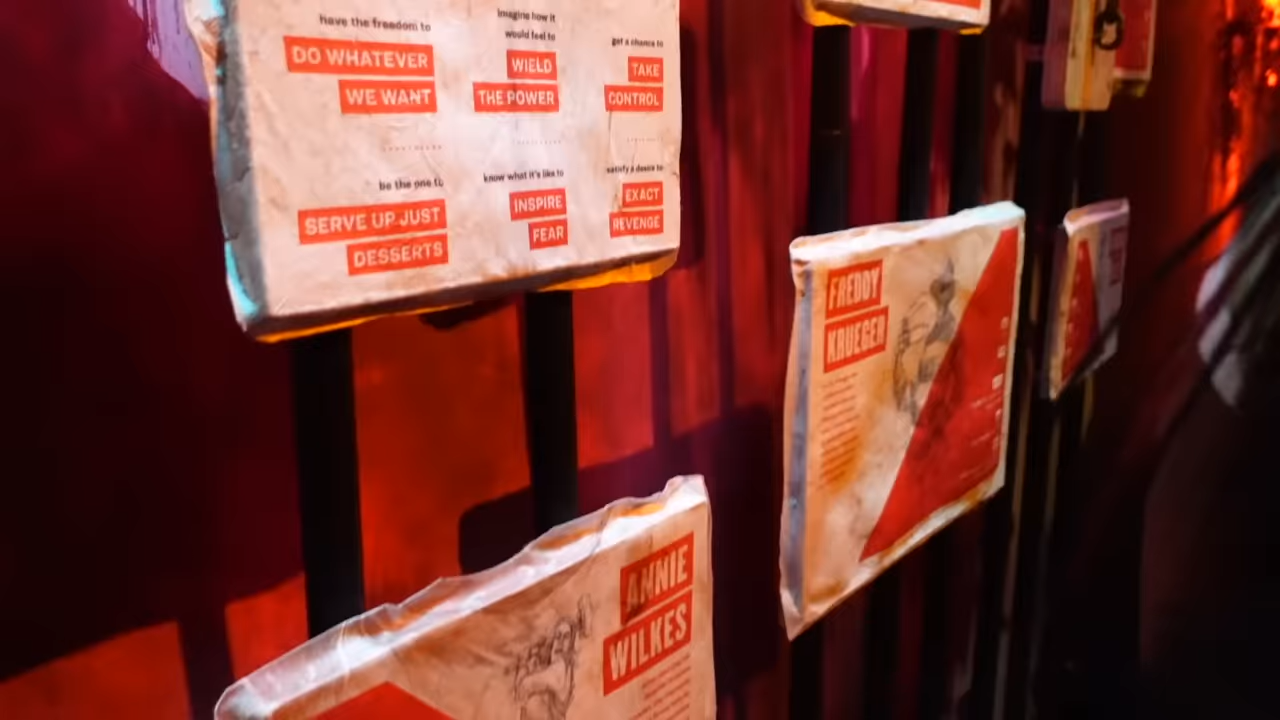 have the freedom to
DO WHATEVER
WE WANT
imagine how it
would feel to
WIELD
THE POWER
get a chance to
TAKE
CONTROL
be the one to
SERVE UP JUST
DESSERTS
know what it's like to
INSPIRE
FEAR
satisfy a desire to
EXACT
REVENGE
FREDDY
KRUEGER
ANNIE
WILKES